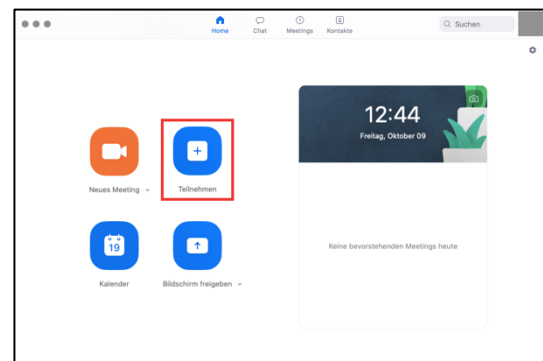 Home
Chat
Meetings
Kontakte
Suchen
12:44
Freitag, Oktober 09
Neues Meeting
Teilnehmen
19
Kalender
Bildschirm freigeben
Keine bevorstehenden Meetings heute